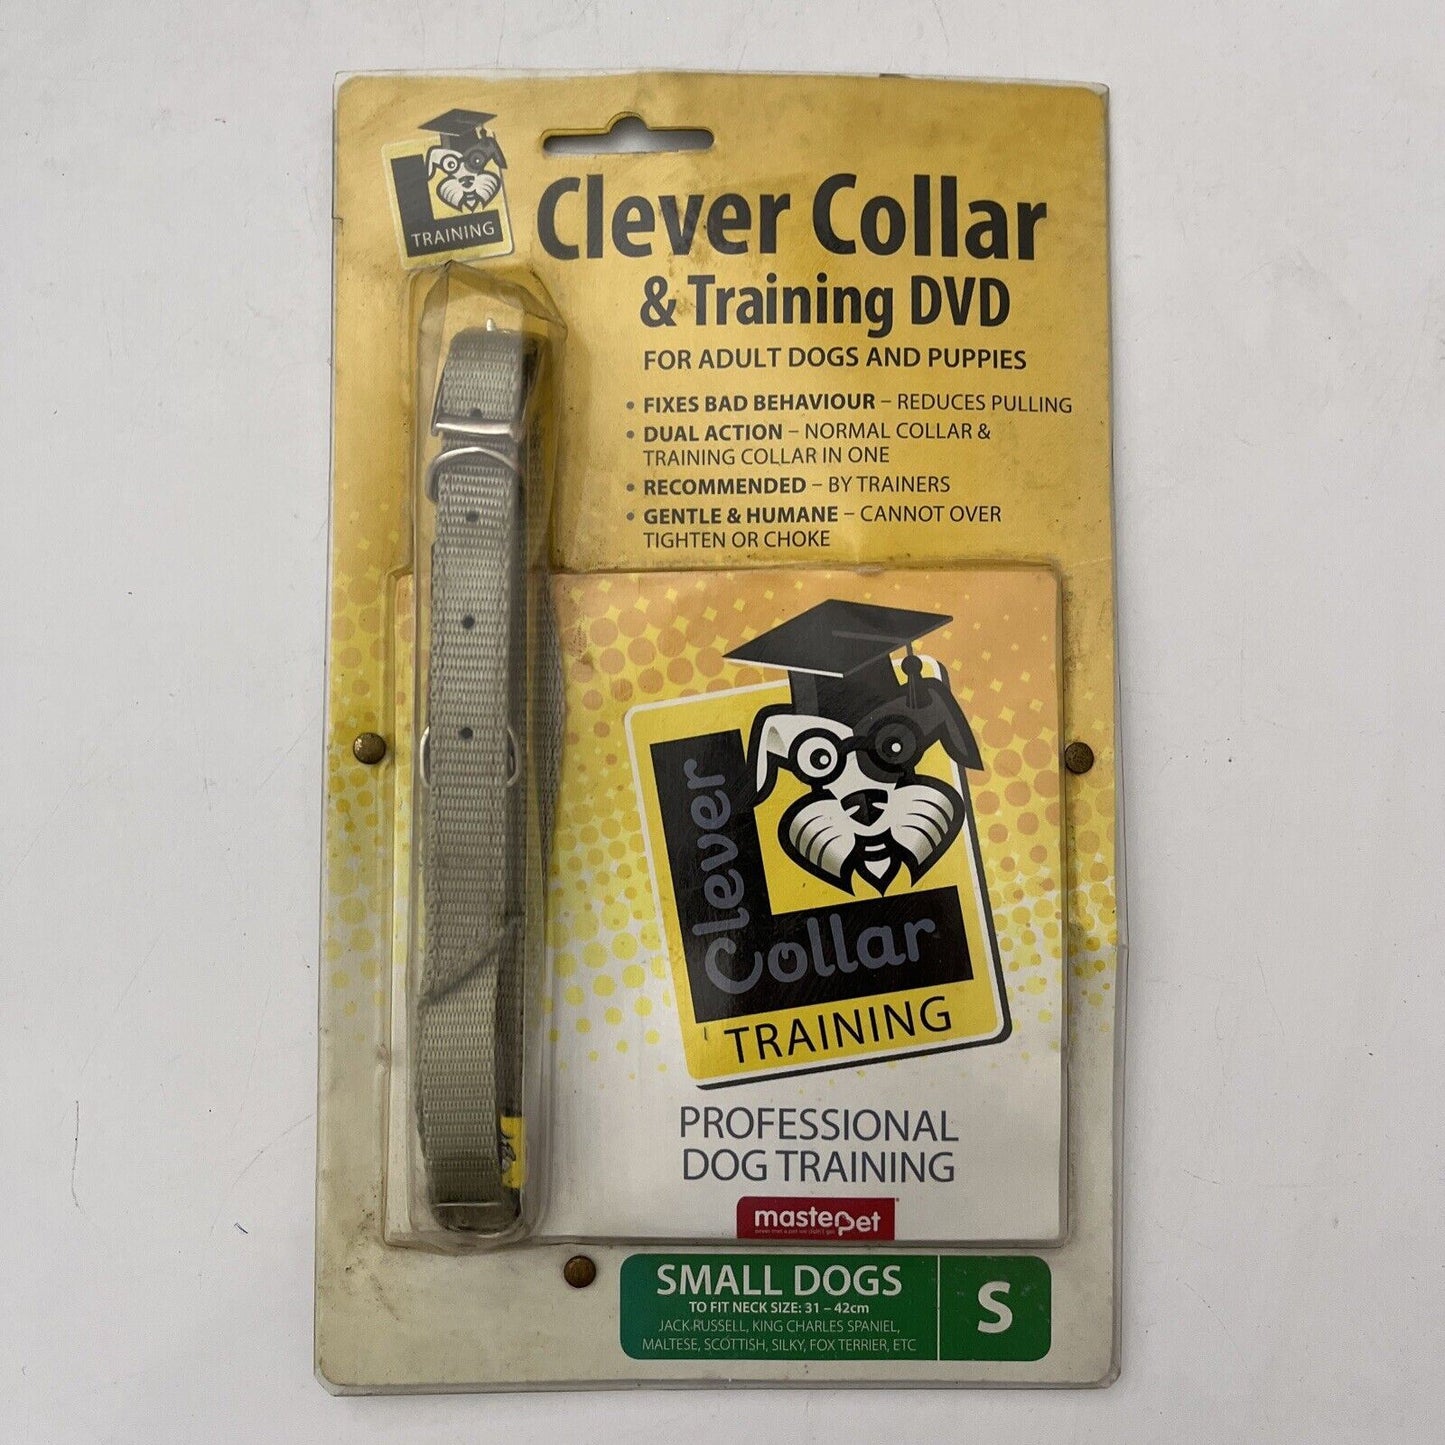 TRAINING
Clever Collar
& Training DVD
FOR ADULT DOGS AND PUPPIES
• FIXES BAD BEHAVIOUR – REDUCES PULLING
• DUAL ACTION – NORMAL COLLAR &
TRAINING COLLAR IN ONE
• RECOMMENDED – BY TRAINERS
• GENTLE & HUMANE – CANNOT OVER
TIGHTEN OR CHOKE
Clever
Collar
TRAINING
PROFESSIONAL
DOG TRAINING
masterpet
SMALL DOGS
TO FIT NECK SIZE: 31 – 42cm
JACK RUSSELL, KING CHARLES SPANIEL,
MALTESE, SCOTTISH, SILKY, FOX TERRIER, ETC
S